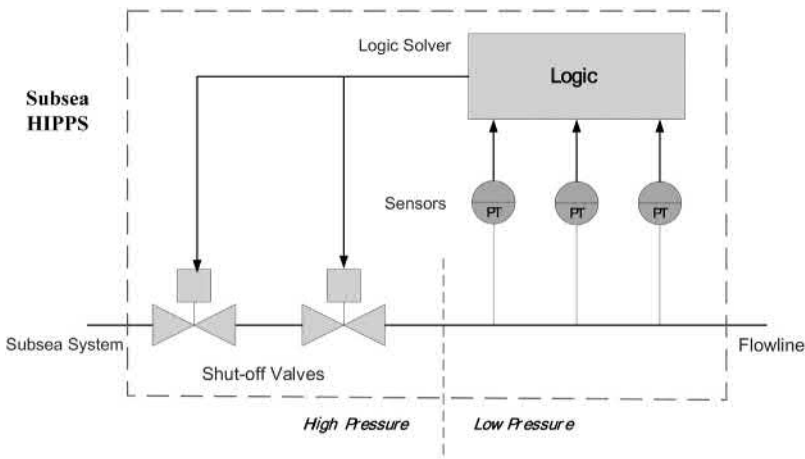 Logic Solver
Logic
Subsea
HIPPS
Sensors
PT
PT
PT
Subsea System
Flowline
Shut-off Valves
High Pressure
Low Pressure